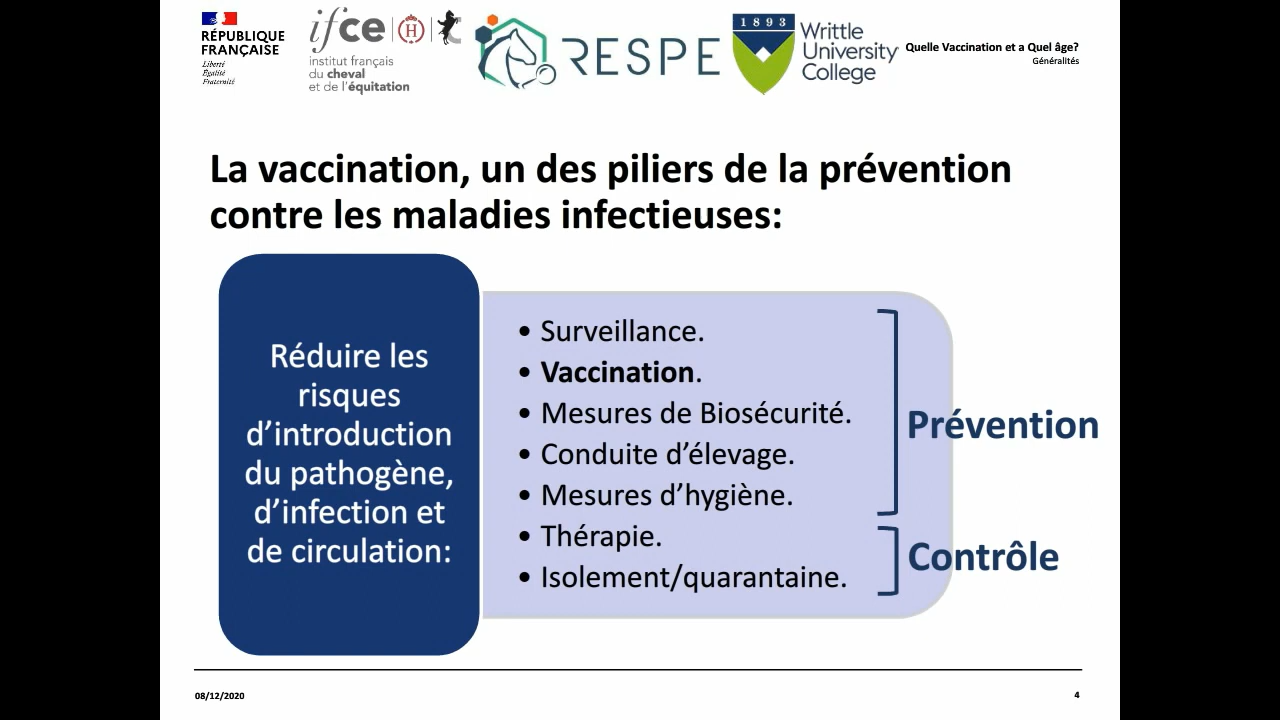 RÉPUBLIQUE
FRANÇAISE
Liberté
Égalité
Fraternité
ifce
H
institut français
du cheval
et de l'équitation
RESPE
1893
Writtle
University
College
Quelle Vaccination et a Quel âge?
Généralités
La vaccination, un des piliers de la prévention
contre les maladies infectieuses:
Réduire les
risques
d’introduction
du pathogène,
d’infection et
de circulation:
• Surveillance.
• Vaccination.
• Mesures de Biosécurité.
• Conduite d’élevage.
• Mesures d’hygiène.
• Thérapie.
• Isolement/quarantaine.
Prévention
Contrôle
08/12/2020
4